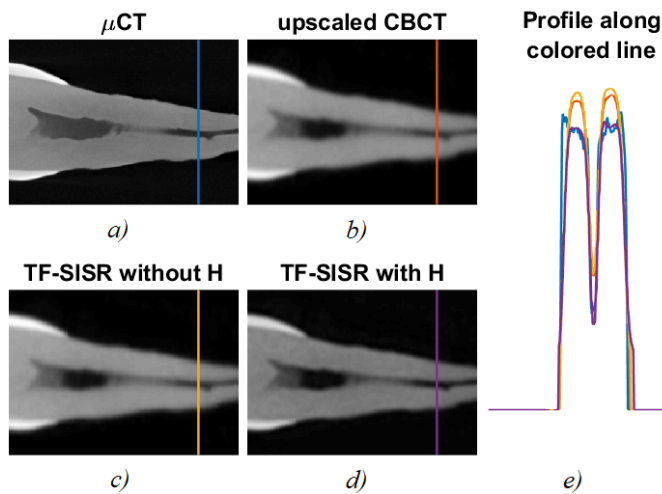 μCT
upscaled CBCT
Profile along
colored line
a)
b)
TF-SISR without H
TF-SISR with H
c)
d)
e)